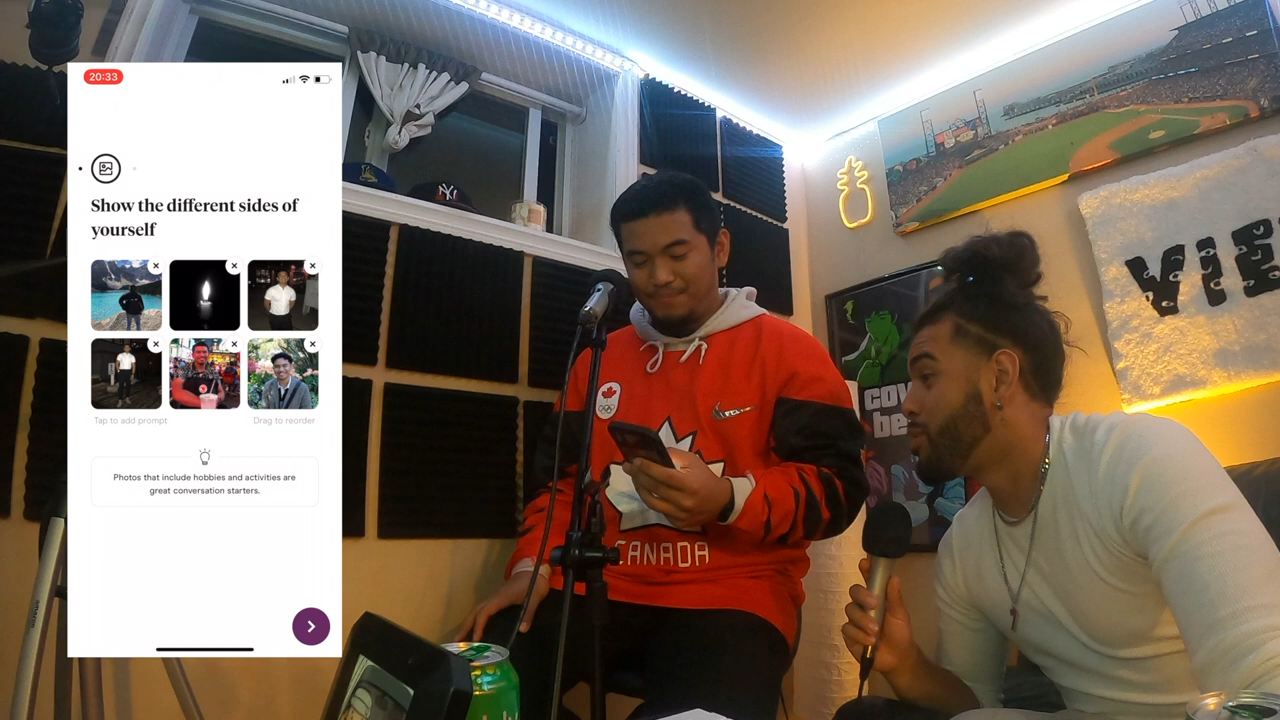 20:33
Show the different sides of
yourself
Tap to add prompt
Drag to reorder
Photos that include hobbies and activities are
great conversation starters.
NY
CANADA
VIE